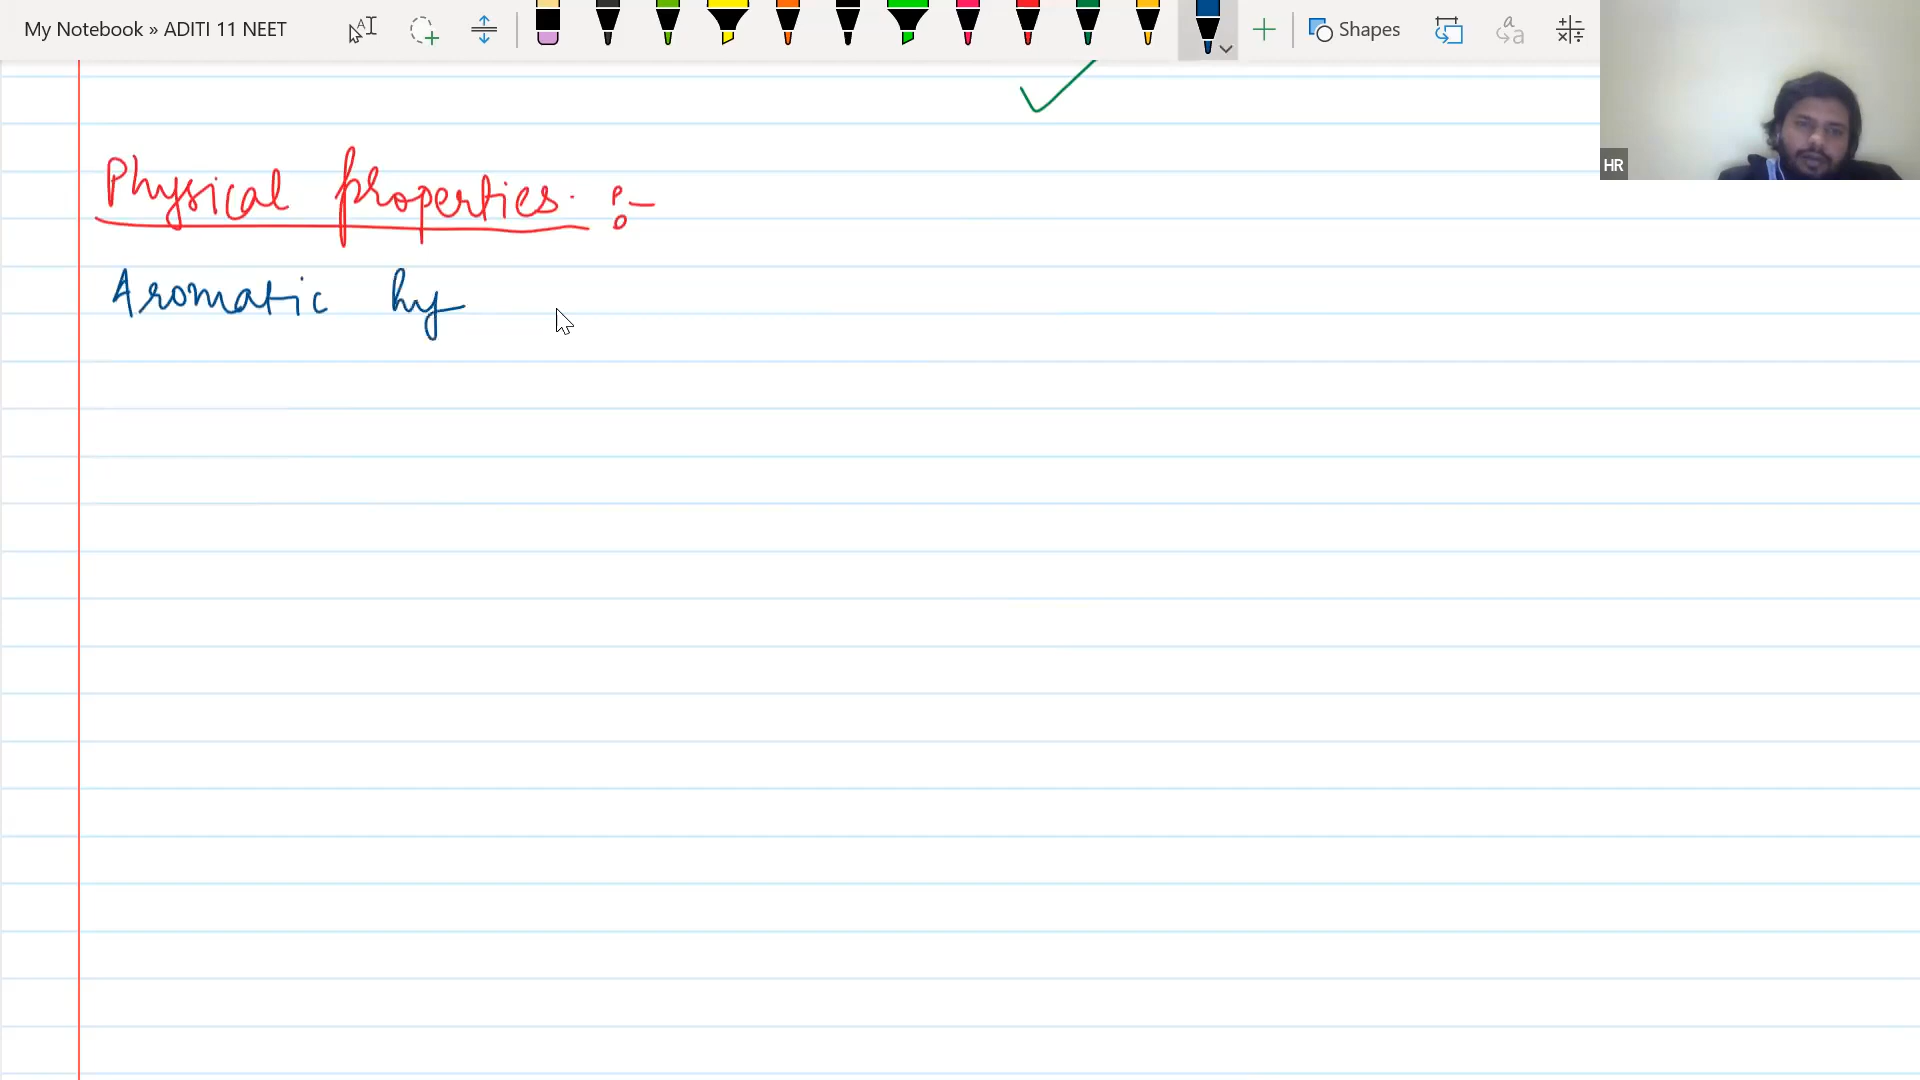 My Notebook » ADITI 11 NEET
Shapes
HR
Physical properties. :-
Aromatic hy